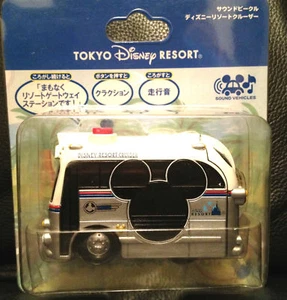 サウンドビークル
ディズニーリゾートクルーザー
TOKYO Disney RESORT®
ころがし続けると
「まもなく
リゾートゲートウェイ
ステーションです!」
ボタンを押すと
クラクション
ころがすと
走行音
SOUND VEHICLES
DISNEY RESORT CRUISER
RESORT